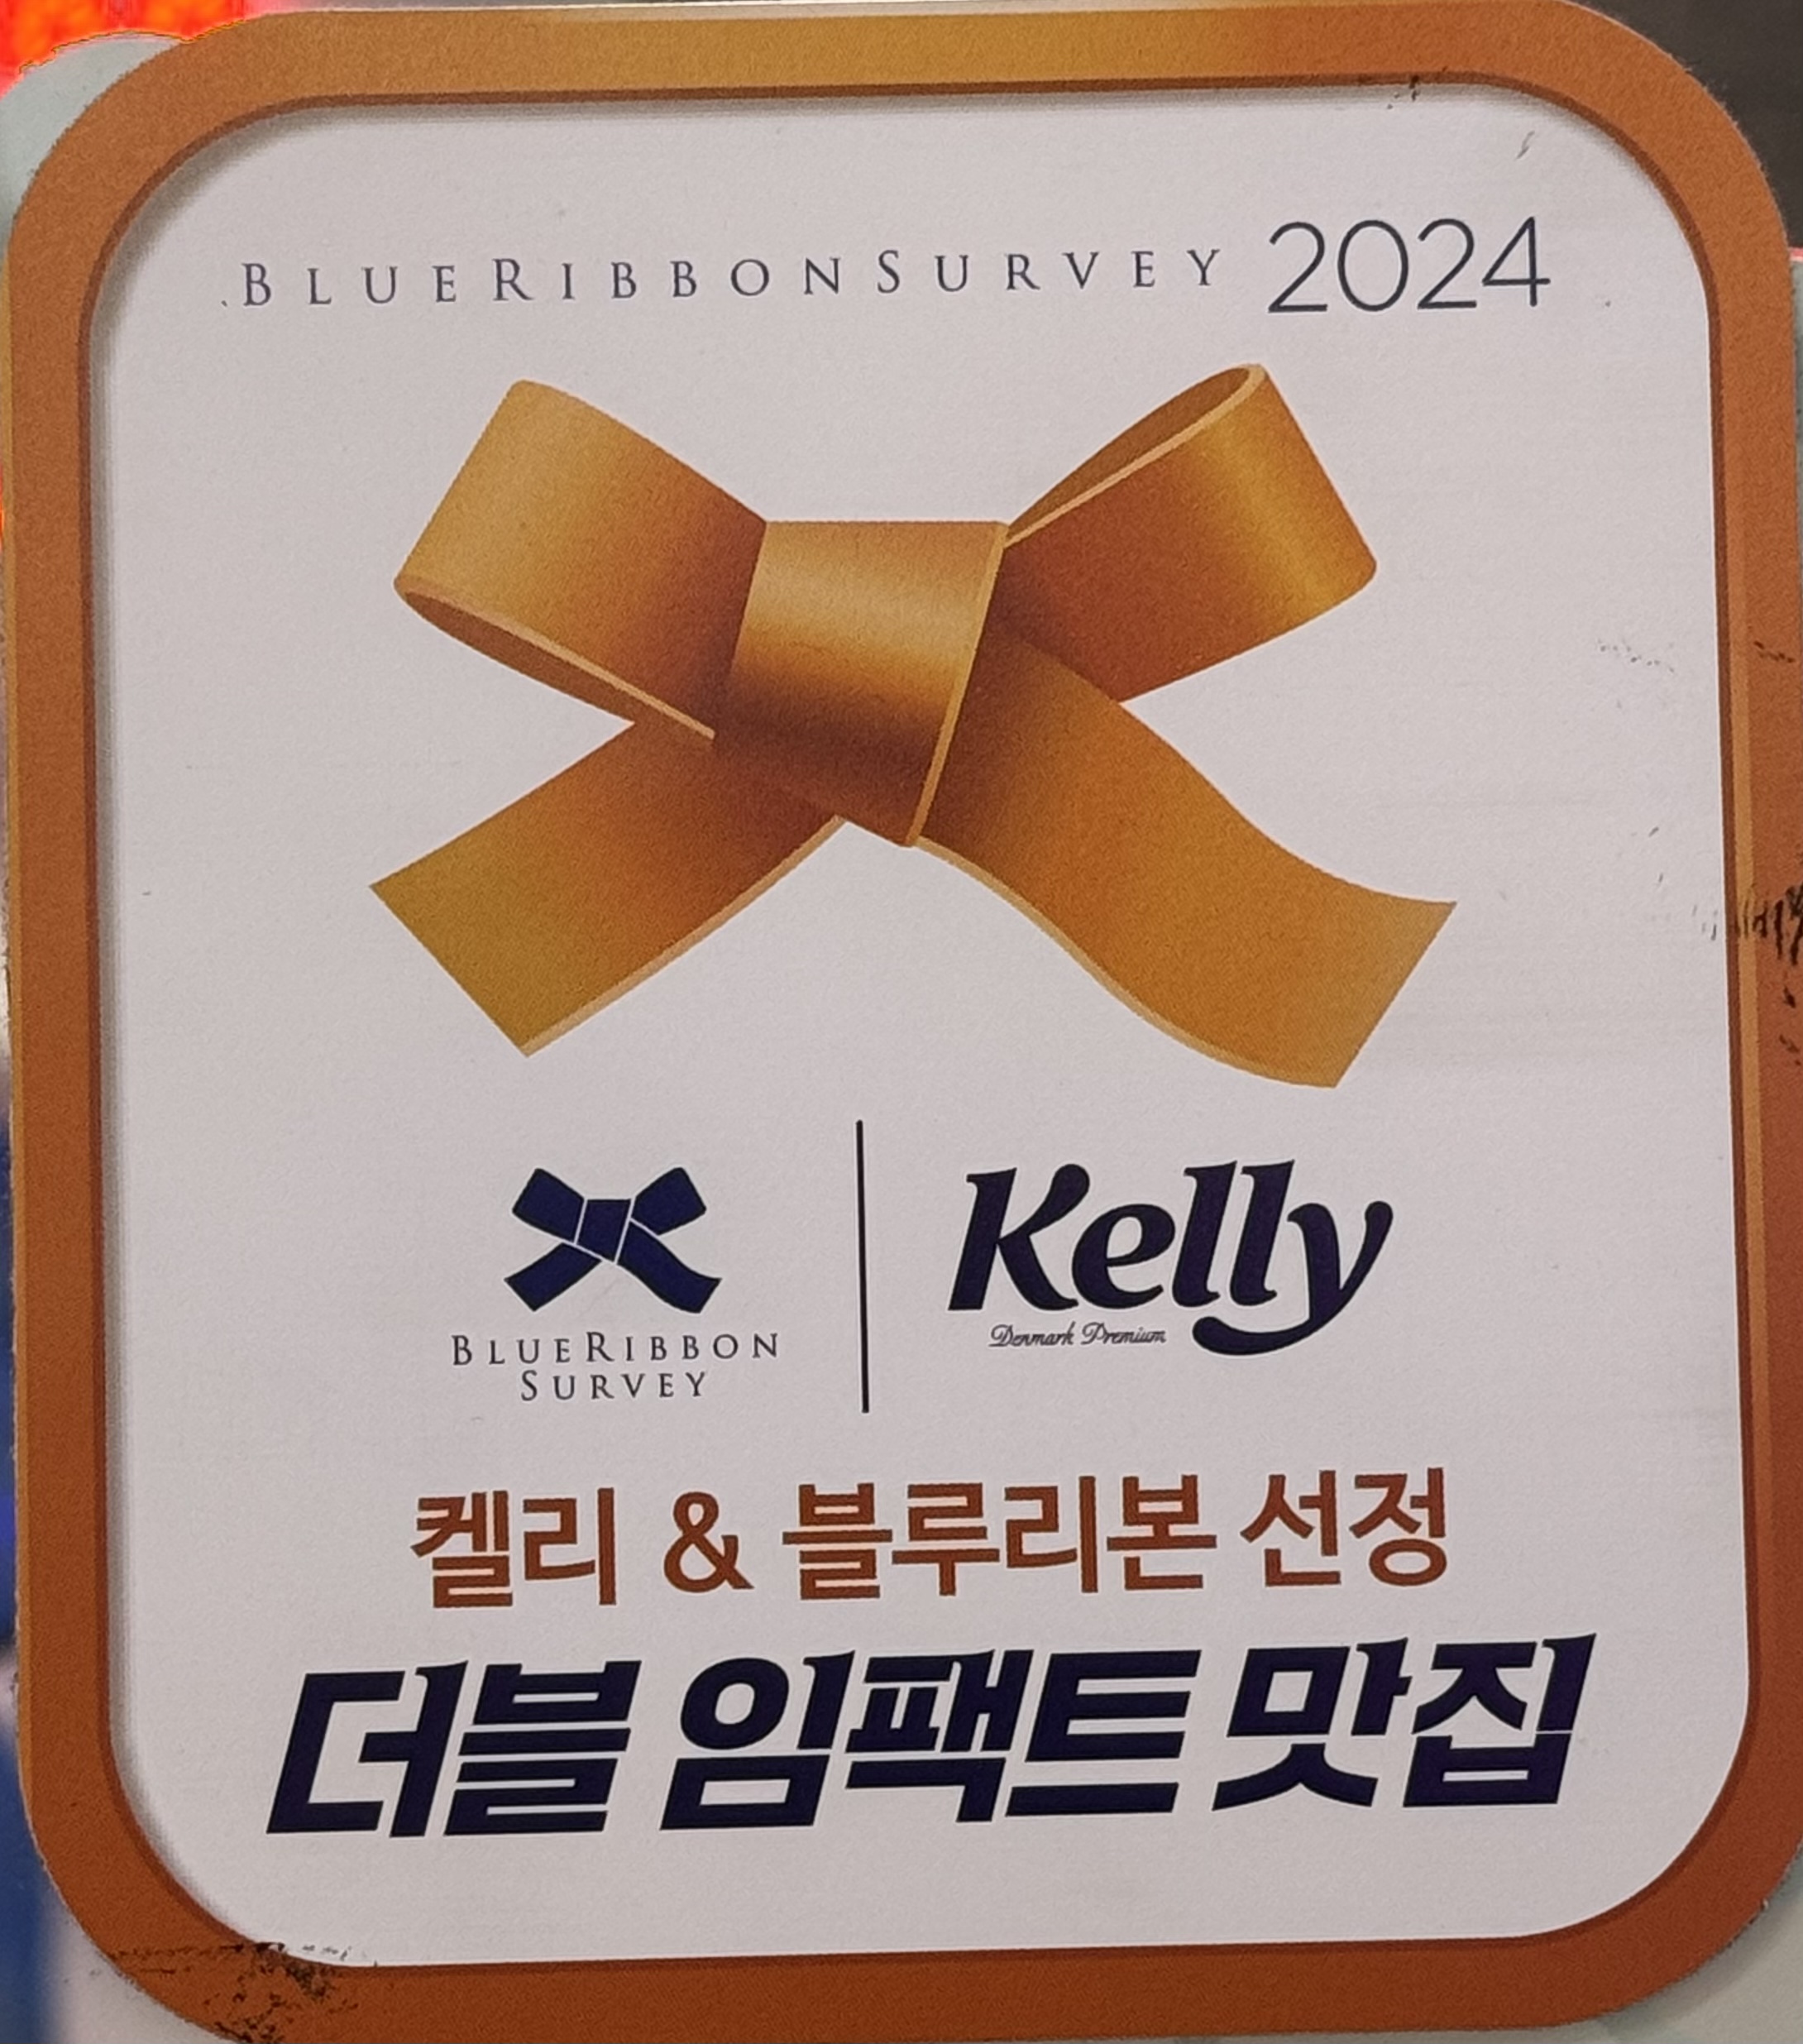 BLUERIBBONSURVEY 2024
BLUERIBBON
SURVEY
Kelly
Denmark Premium
켈리 & 블루리본 선정
더블 임팩트 맛집